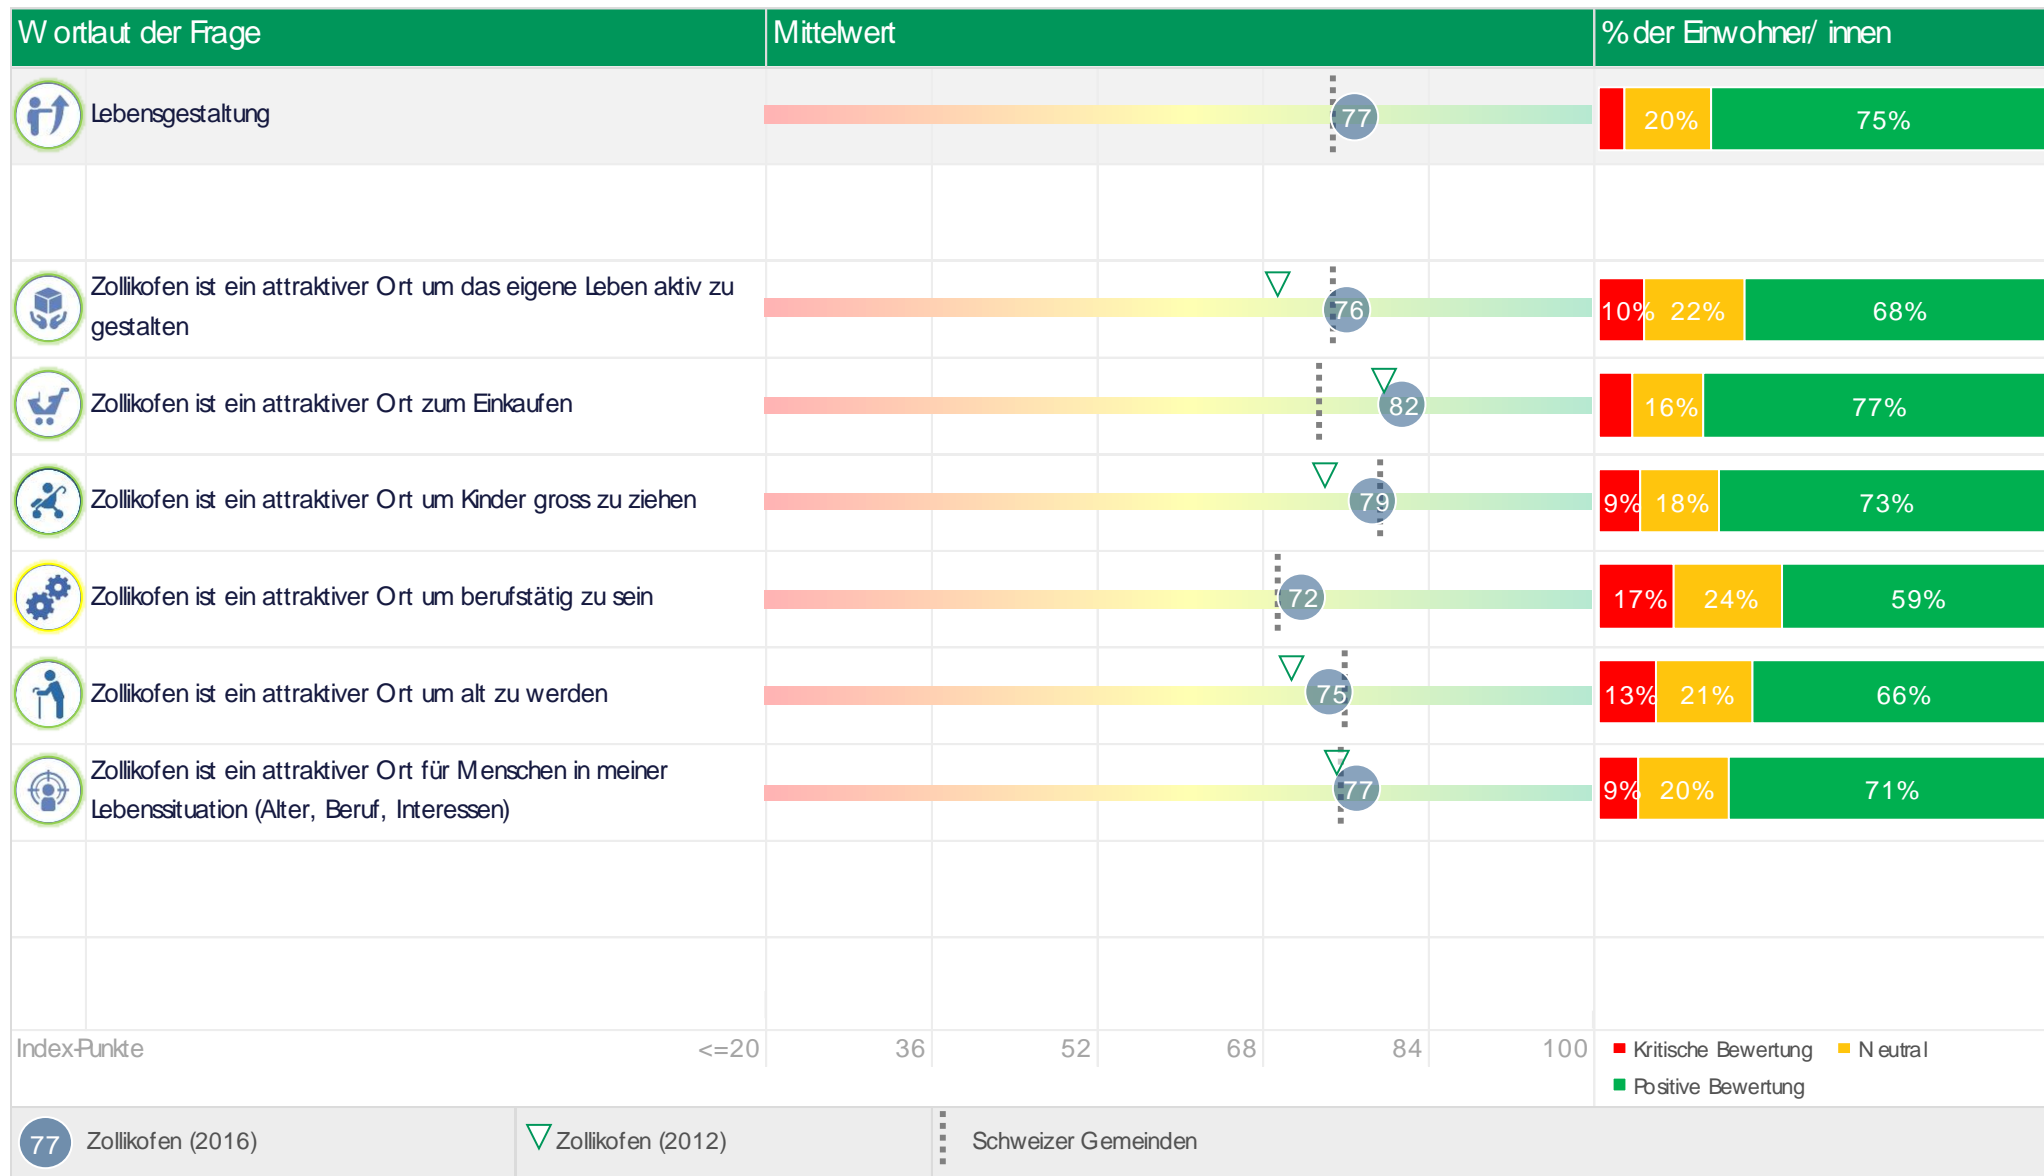 Wortlaut der Frage
Mittelwert
% der Einwohner/innen
Lebensgestaltung
77
20%
75%
Zollikofen ist ein attraktiver Ort um das eigene Leben aktiv zu
gestalten
76
10%
22%
68%
Zollikofen ist ein attraktiver Ort zum Einkaufen
82
16%
77%
Zollikofen ist ein attraktiver Ort um Kinder gross zu ziehen
79
9%
18%
73%
Zollikofen ist ein attraktiver Ort um berufstätig zu sein
72
17%
24%
59%
Zollikofen ist ein attraktiver Ort um alt zu werden
75
13%
21%
66%
Zollikofen ist ein attraktiver Ort für Menschen in meiner
Lebenssituation (Alter, Beruf, Interessen)
77
9%
20%
71%
Index-Punkte
<=20
36
52
68
84
100
Kritische Bewertung
Neutral
Positive Bewertung
77
Zollikofen (2016)
Zollikofen (2012)
Schweizer Gemeinden